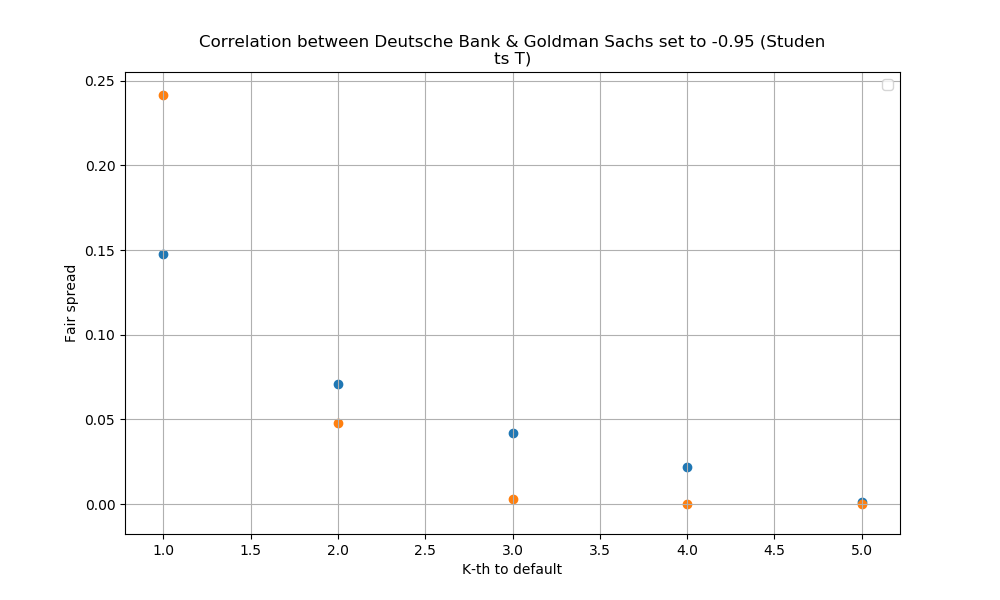 Correlation between Deutsche Bank & Goldman Sachs set to -0.95 (Studen
ts T)
0.25
0.20
0.15
0.10
0.05
0.00
Fair spread
1.0 1.5 2.0 2.5 3.0 3.5 4.0 4.5 5.0
K-th to default